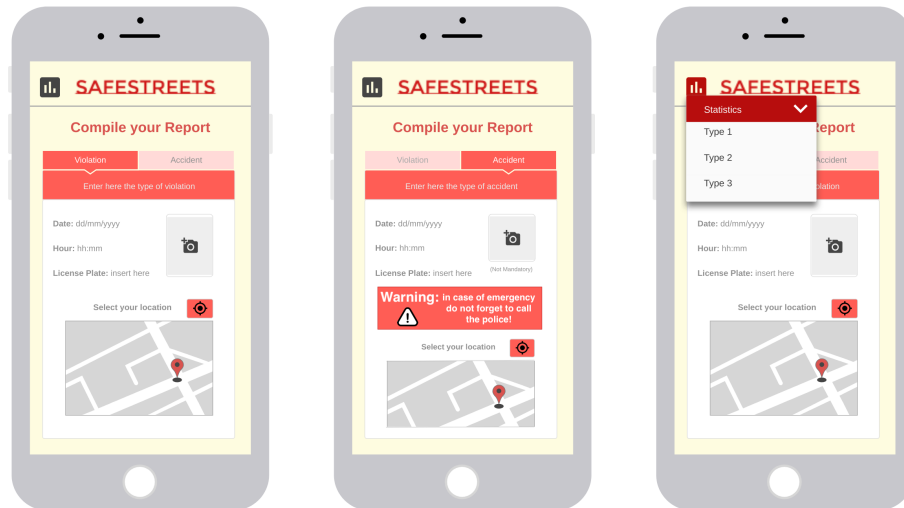 SAFESTREETS
Compile your Report
Violation
Accident
Enter here the type of violation
Date: dd/mm/yyyy
Hour: hh:mm
License Plate: insert here
Select your location
SAFESTREETS
Compile your Report
Violation
Accident
Enter here the type of accident
Date: dd/mm/yyyy
Hour: hh:mm
License Plate: insert here
(Not Mandatory)
Warning: in case of emergency
do not forget to call
the police!
Select your location
SAFESTREETS
Statistics
Type 1
Type 2
Type 3
Report
Accident
olation
Date: dd/mm/yyyy
Hour: hh:mm
License Plate: insert here
Select your location